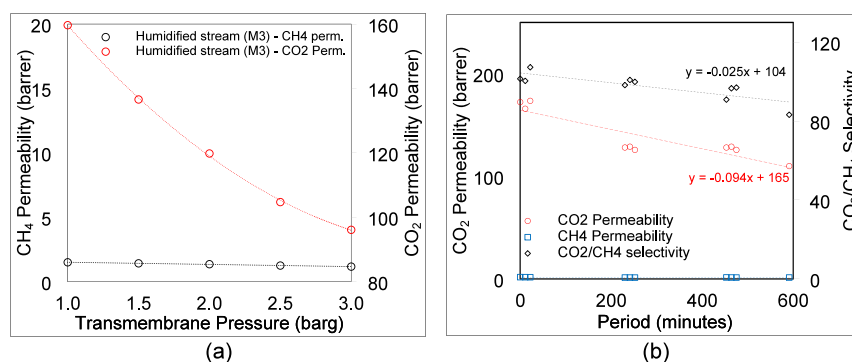 20
15
10
5
0
CH4 Permeability (barrer)
Humidified stream (M3) - CH4 perm.
Humidified stream (M3) - CO2 Perm.
160
140
120
100
80
CO2 Permeability (barrer)
1.0 1.5 2.0 2.5 3.0
Transmembrane Pressure (barg)
(a)
200
100
0
CO2 Permeability (barrer)
y = -0.025x + 104
y = -0.094x + 165
CO2 Permeability
CH4 Permeability
CO2/CH4 selectivity
120
80
40
0
CO2/CH4 Selectivity
0 200 400 600
Period (minutes)
(b)